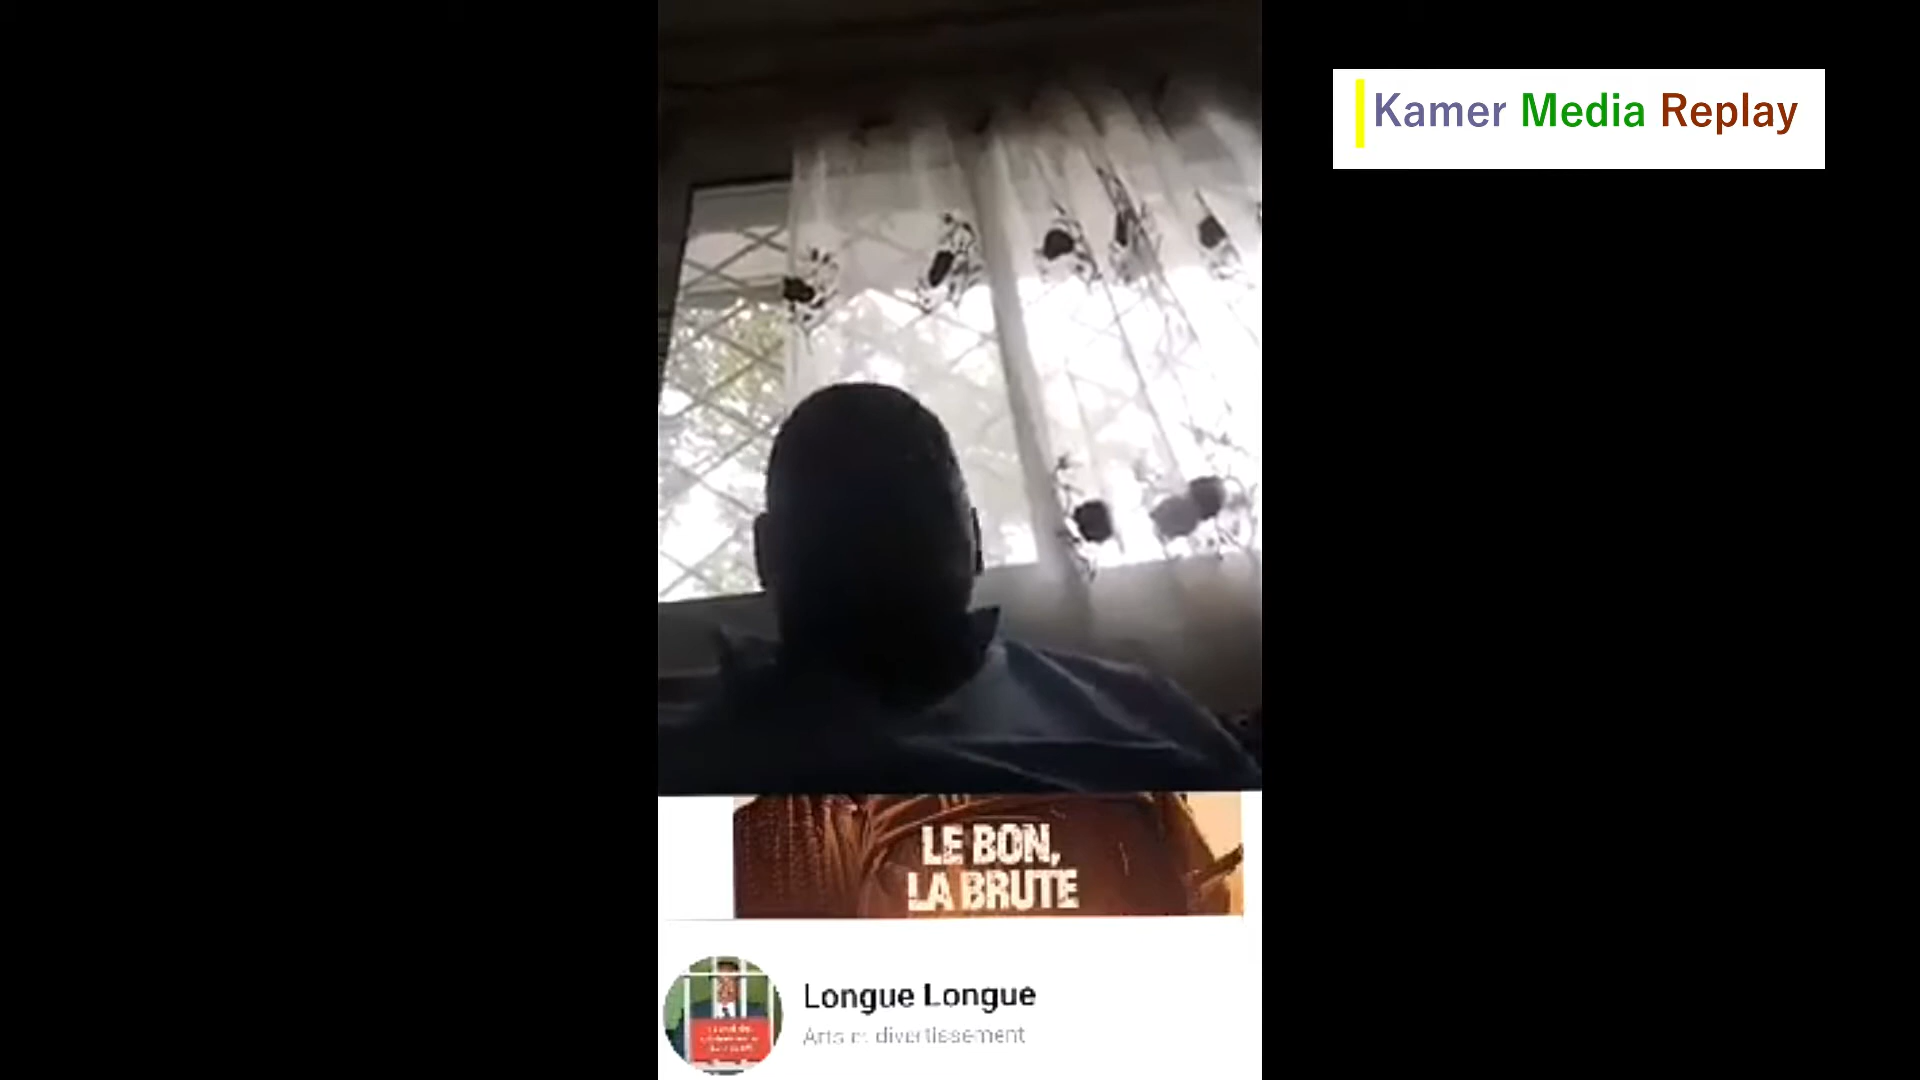 Kamer Media Replay
LE BON,
LA BRUTE
Longue Longue
Arts et divertissement